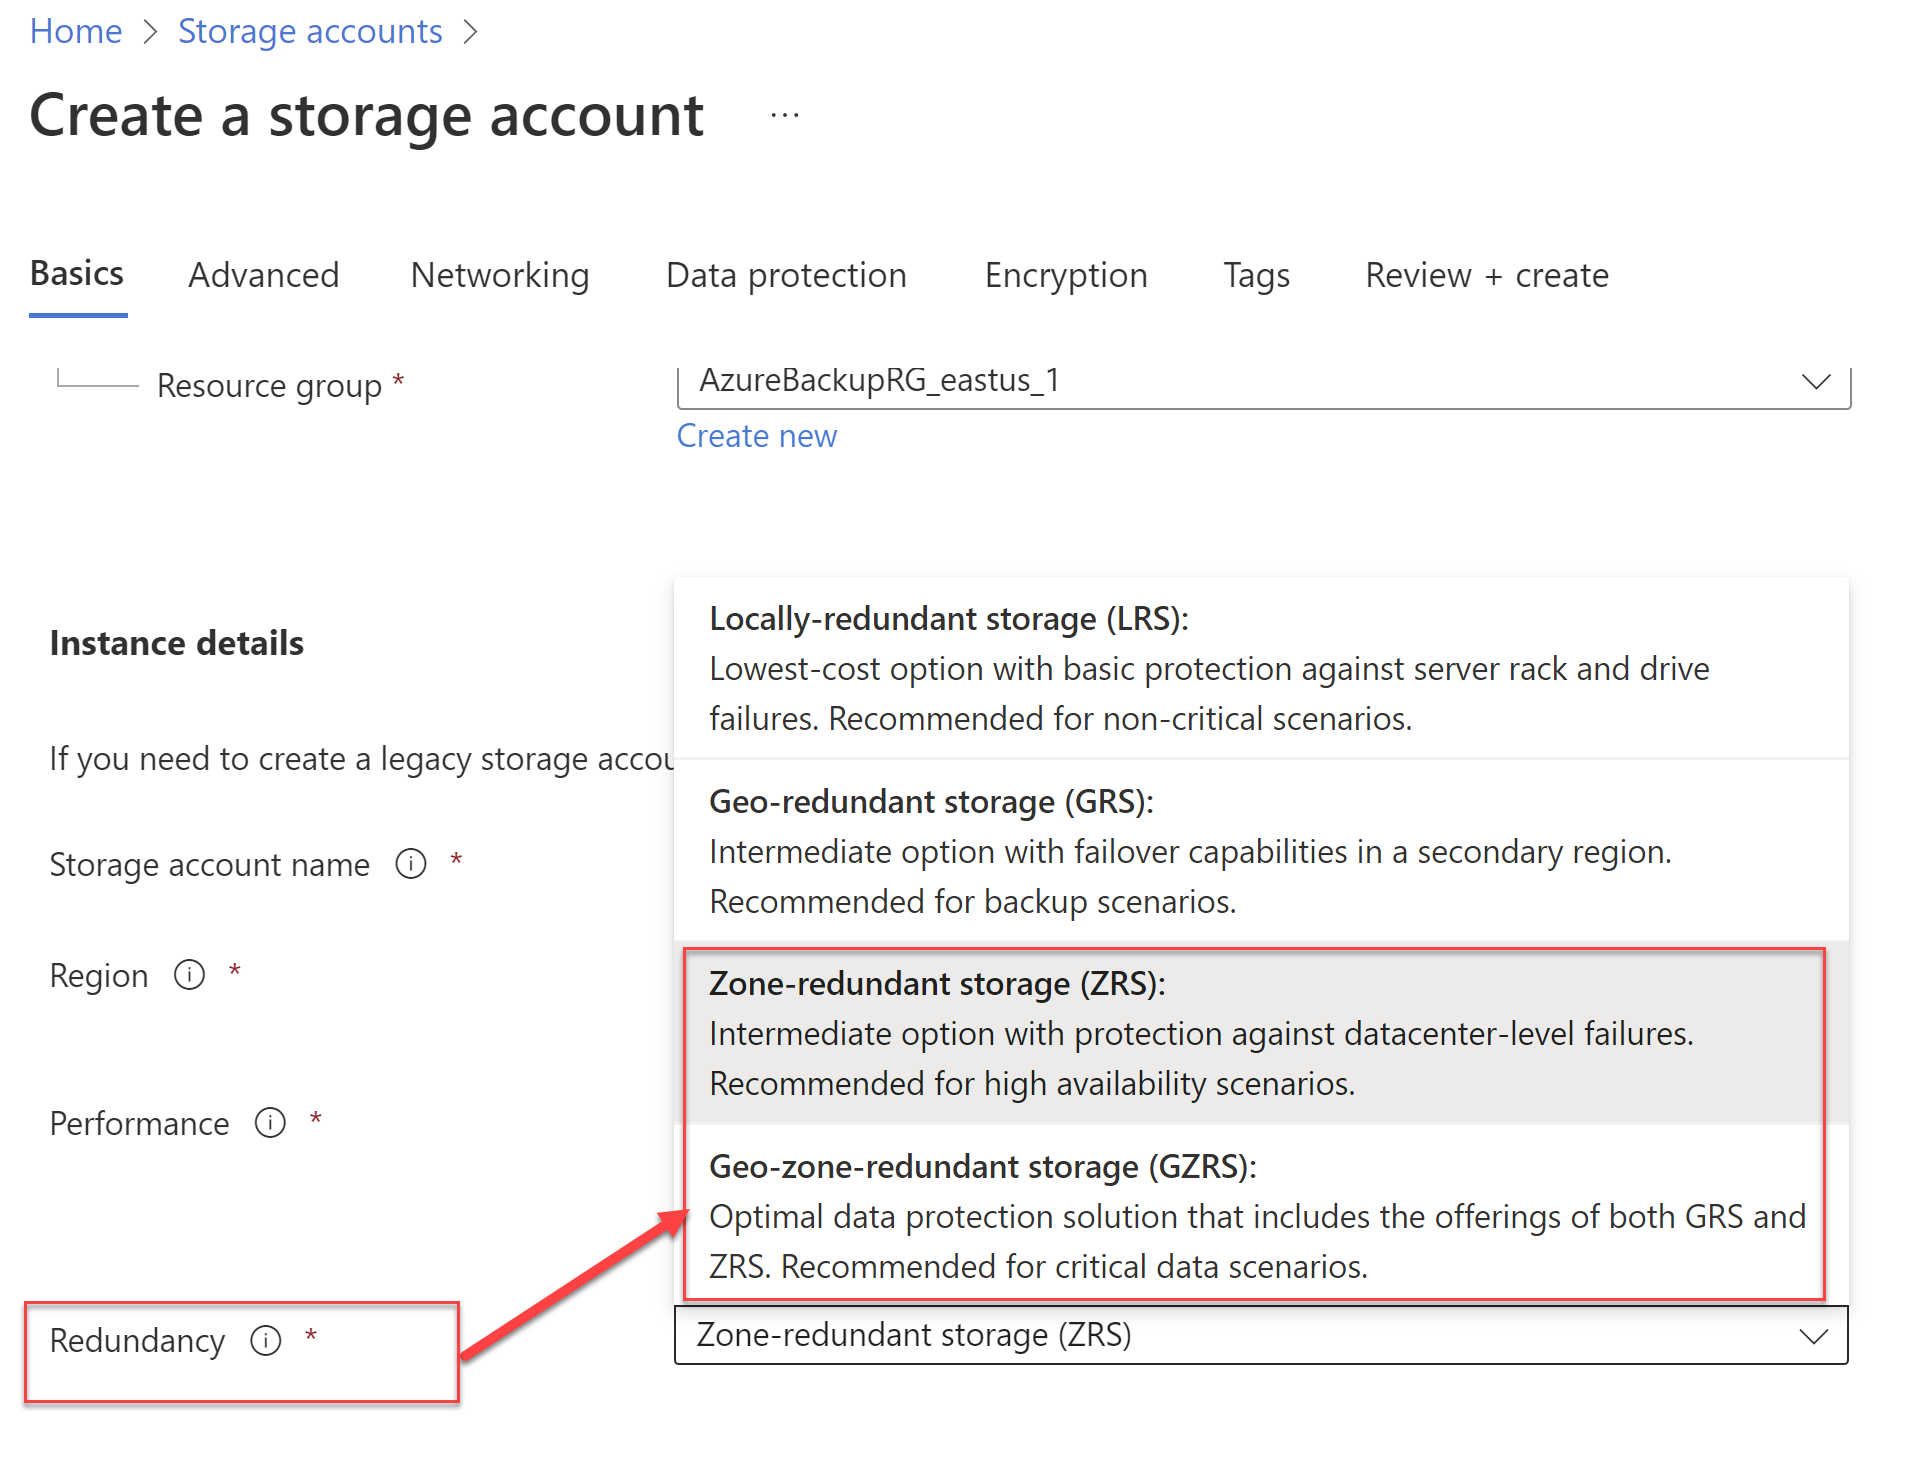 Home > Storage accounts >
Create a storage account ...
Basics Advanced Networking Data protection Encryption Tags Review + create
Resource group * AzureBackupRG_eastus_1
Create new
Instance details
If you need to create a legacy storage accou
Storage account name *
Region *
Performance *
Locally-redundant storage (LRS):
Lowest-cost option with basic protection against server rack and drive
failures. Recommended for non-critical scenarios.
Geo-redundant storage (GRS):
Intermediate option with failover capabilities in a secondary region.
Recommended for backup scenarios.
Zone-redundant storage (ZRS):
Intermediate option with protection against datacenter-level failures.
Recommended for high availability scenarios.
Geo-zone-redundant storage (GZRS):
Optimal data protection solution that includes the offerings of both GRS and
ZRS. Recommended for critical data scenarios.
Redundancy * Zone-redundant storage (ZRS)